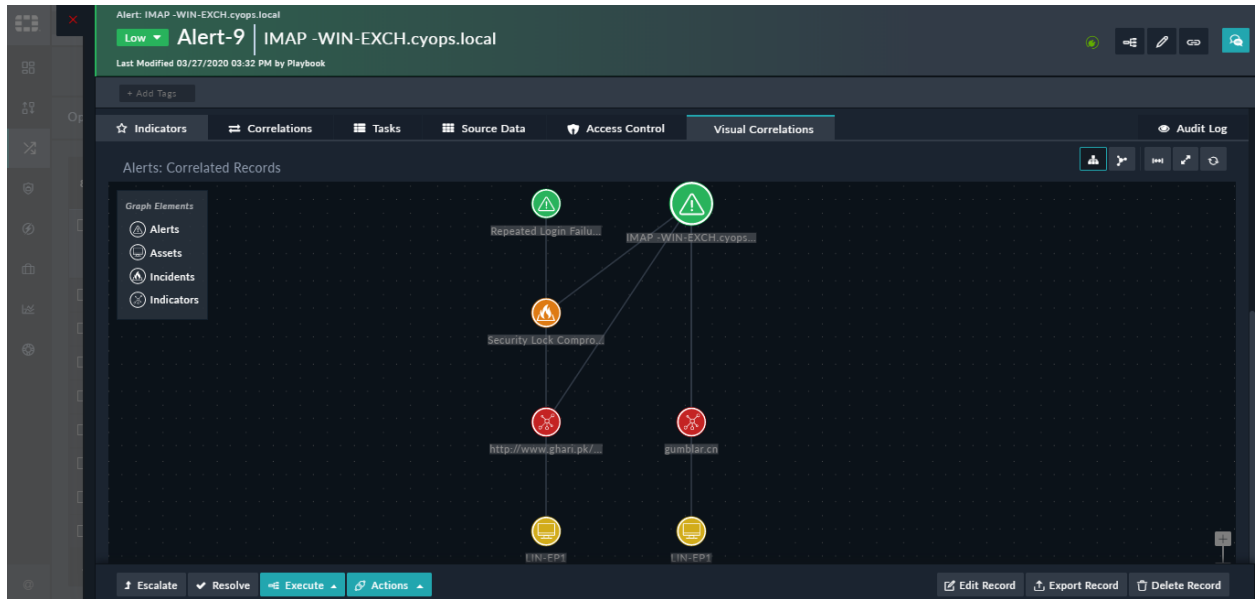 Alert: IMAP -WIN-EXCH.cyops.local
Low Alert-9 IMAP -WIN-EXCH.cyops.local
Last Modified 03/27/2020 03:32 PM by Playbook
+ Add Tags
Op
Indicators Correlations Tasks Source Data Access Control Visual Correlations Audit Log
Alerts: Correlated Records
Graph Elements
Alerts
Assets
Incidents
Indicators
Repeated Login Failu...
IMAP -WIN-EXCH.cyops...
Security Lock Compro...
http://www.ghari.pk/...
gumblar.cn
LIN-EP1
LIN-EP1
Escalate Resolve Execute Actions Edit Record Export Record Delete Record